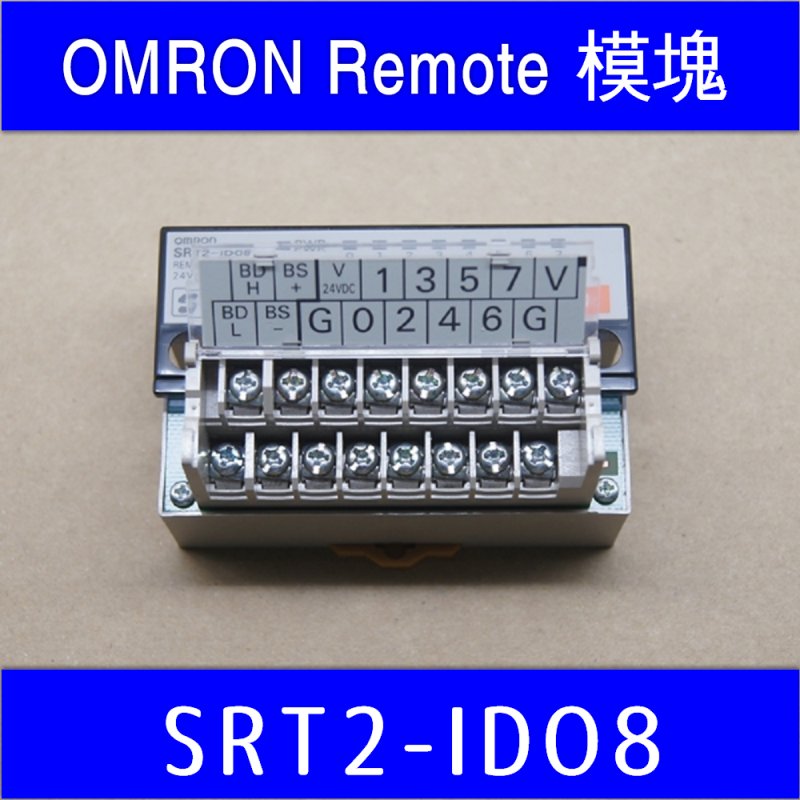 OMRON Remote 模塊
OMRON
SRT2-ID08
24V
BD H BS + V 24VDC 1 3 5 7 V
BD L BS - G 0 2 4 6 G
SRT2-ID08